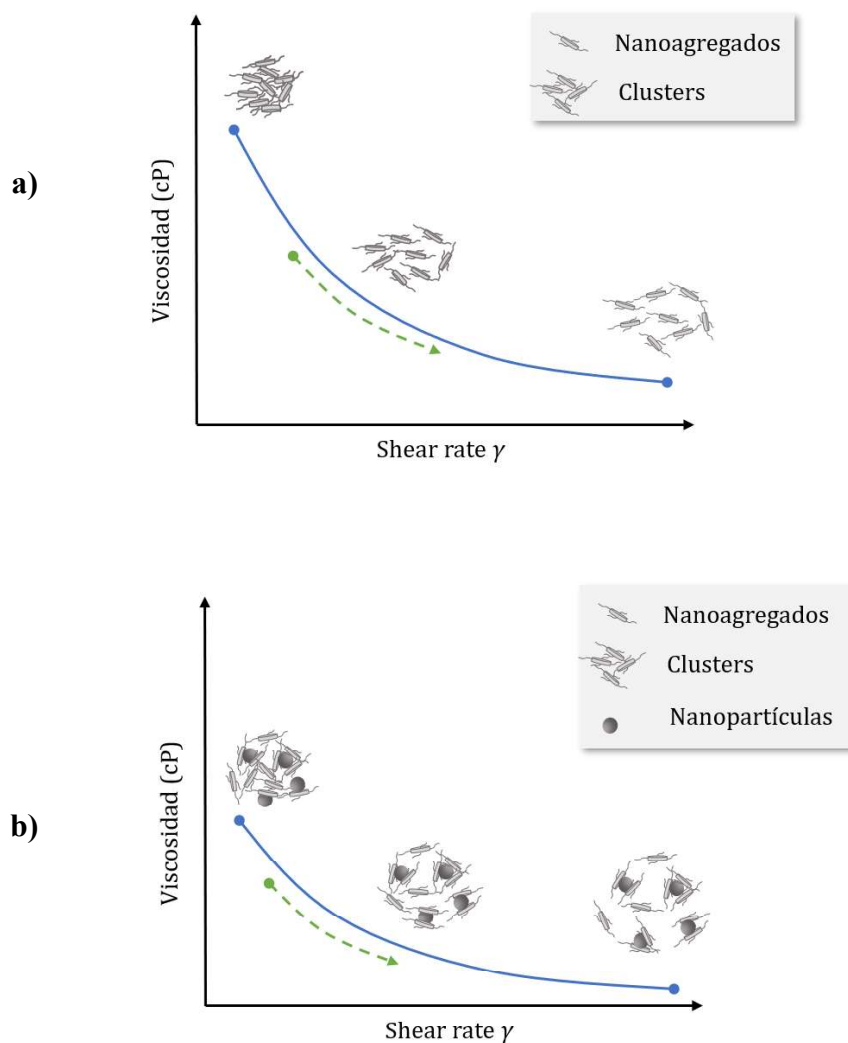 a)
Viscosidad (cP)
Nanoagregados
Clusters
Shear rate γ
b)
Viscosidad (cP)
Nanoagregados
Clusters
Nanopartículas
Shear rate γ